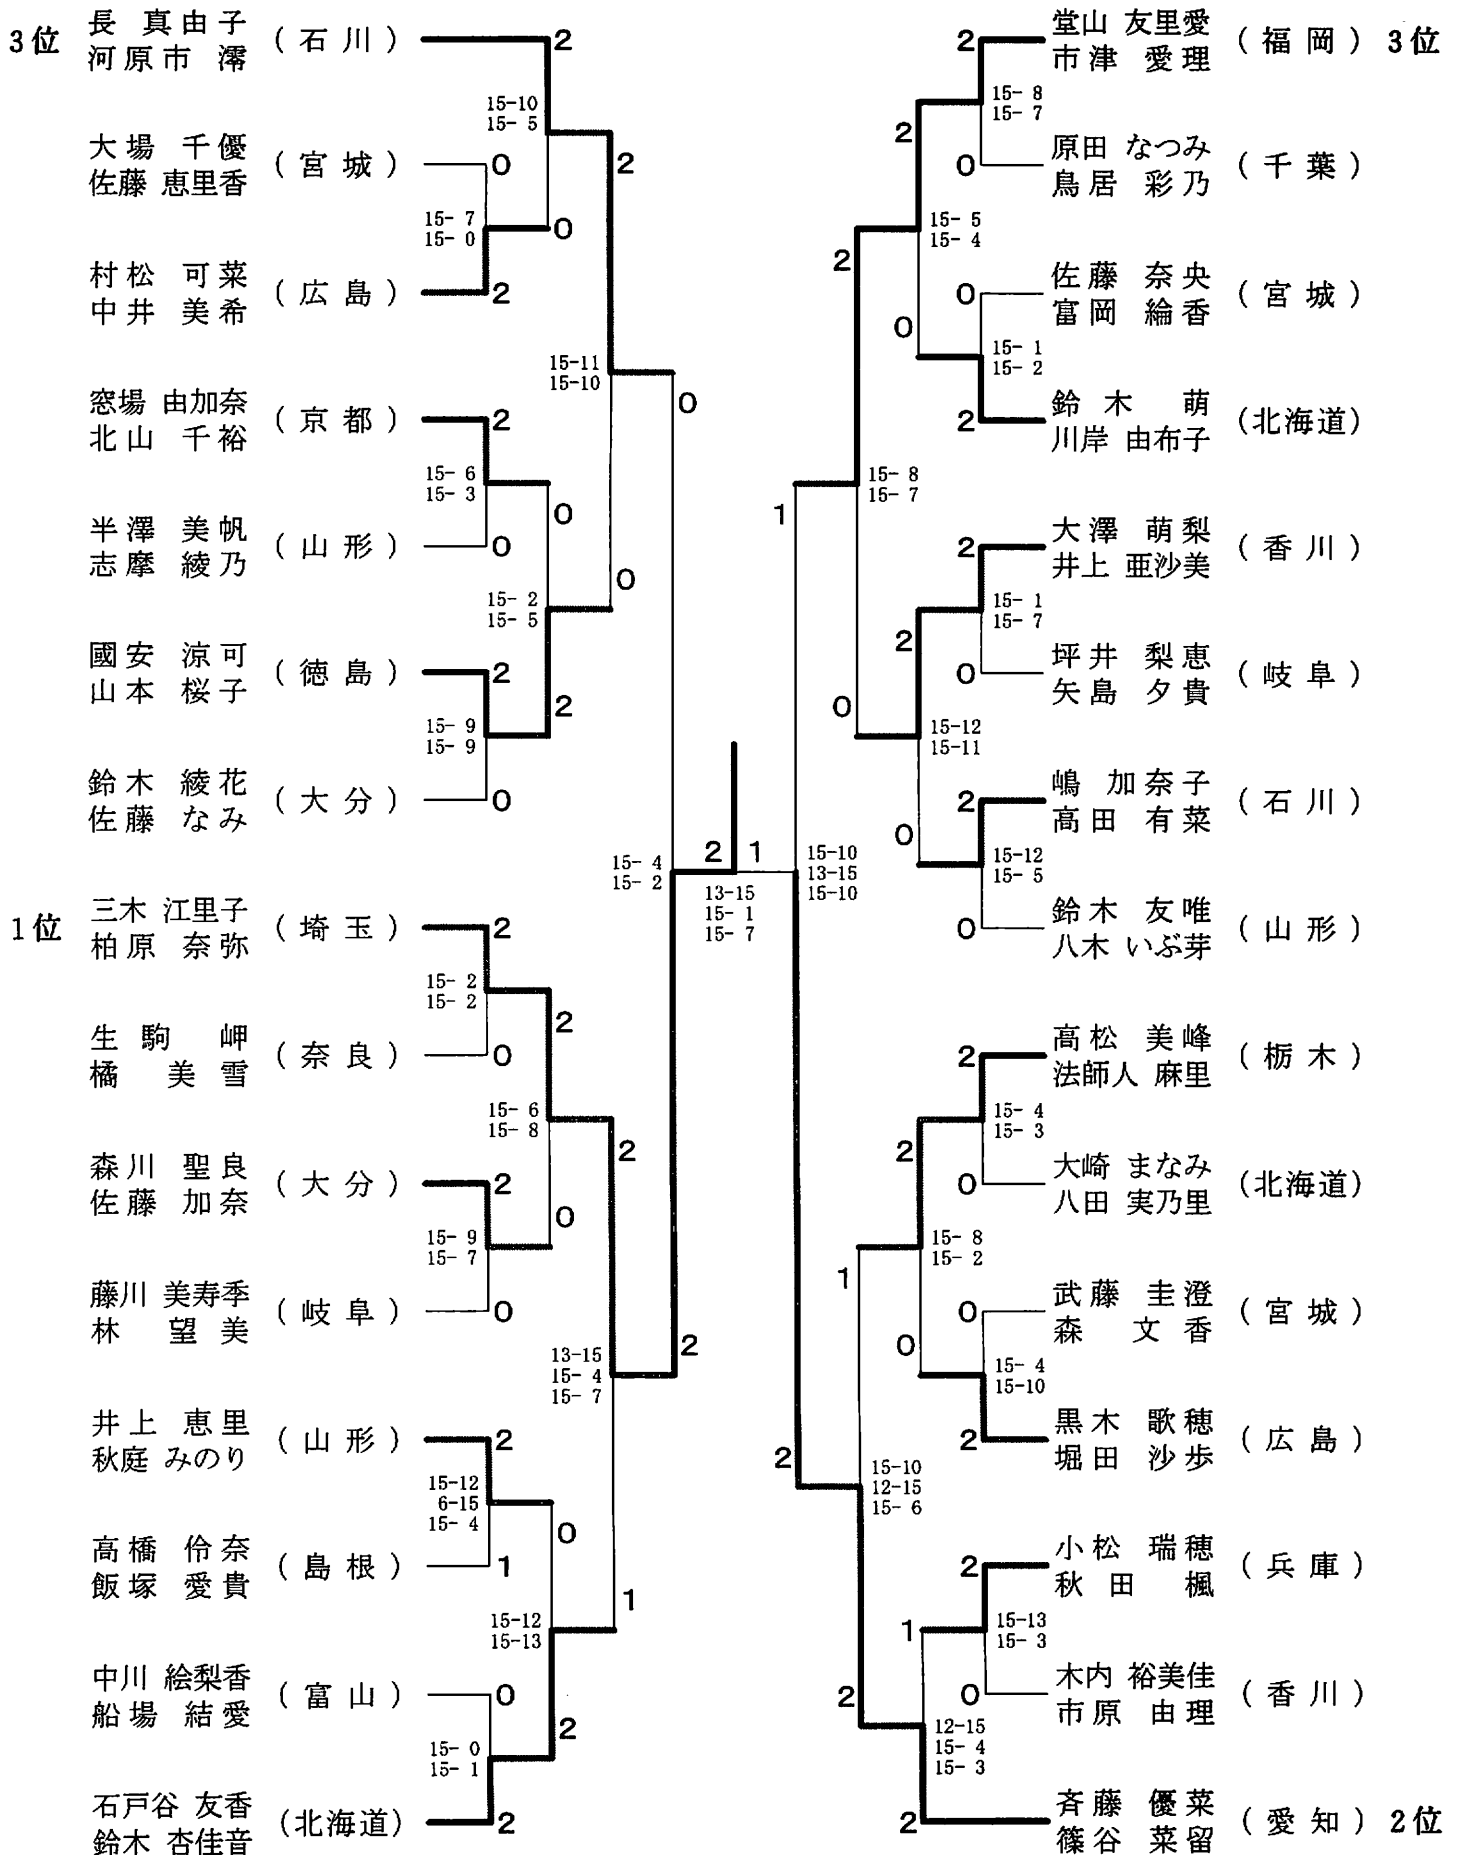 3位 長 真由子 (石川) 2
河原市 澪
15-10
15- 5
大場 千優 (宮城) 0
佐藤 恵里香
2
15- 7
15- 0
0
村松 可菜 (広島) 2
中井 美希
15-11
15-10
0
窓場 由加奈 (京都) 2
北山 千裕
15- 6
15- 3
0
半澤 美帆 (山形) 0
志摩 綾乃
0
15- 2
15- 5
國安 涼可 (徳島) 2
山本 桜子
2
15- 9
15- 9
鈴木 綾花 (大分) 0
佐藤 なみ
15- 4
15- 2
1位 三木 江里子 (埼玉) 2
柏原 奈弥
15- 2
15- 2
2
生駒 岬 (奈良) 0
橘 美雪
15- 6
15- 8
2
森川 聖良 (大分) 2
佐藤 加奈
0
15- 9
15- 7
藤川 美寿季 (岐阜) 0
林 望美
2
13-15
15- 4
15- 7
井上 恵里 (山形) 2
秋庭 みのり
15-12
6-15
15- 4
0
高橋 伶奈 (島根) 1
飯塚 愛貴
1
15-12
15-13
中川 絵梨香 (富山) 0
船場 結愛
2
15- 0
15- 1
石戸谷 友香 (北海道) 2
鈴木 杏佳音
2 1
13-15
15- 1
15- 7
2 堂山 友里愛 (福岡) 3位
市津 愛理
15- 8
15- 7
2
0 原田 なつみ (千葉)
鳥居 彩乃
15- 5
15- 4
2
0 佐藤 奈央 (宮城)
富岡 綸香
0
15- 1
15- 2
2 鈴木 萌 (北海道)
川岸 由布子
15- 8
15- 7
1
2 大澤 萌梨 (香川)
井上 亜沙美
15- 1
15- 7
2
0 坪井 梨恵 (岐阜)
矢島 夕貴
0
15-12
15-11
2 嶋 加奈子 (石川)
高田 有菜
0
15-12
15- 5
15-10
13-15
15-10
0 鈴木 友唯 (山形)
八木 いぶ芽
2 高松 美峰 (栃木)
法師人 麻里
15- 4
15- 3
2
0 大崎 まなみ (北海道)
八田 実乃里
15- 8
15- 2
1
0 武藤 圭澄 (宮城)
森 文香
0
15- 4
15-10
2 黒木 歌穂 (広島)
堀田 沙歩
2
15-10
12-15
15- 6
2 小松 瑞穂 (兵庫)
秋田 楓
15-13
15- 3
1
0 木内 裕美佳 (香川)
市原 由理
2
12-15
15- 4
15- 3
2 斉藤 優菜 (愛知) 2位
篠谷 菜留